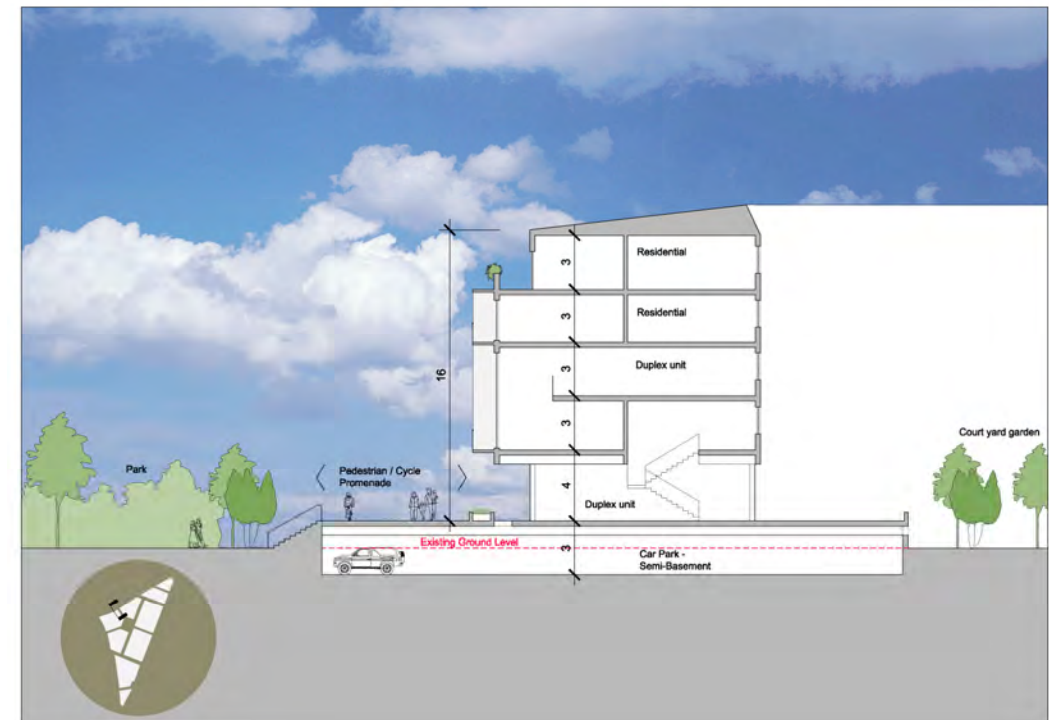 Residential
3
Residential
3
Duplex unit
3
16
3
Court yard garden
Park
Pedestrian / Cycle
Promenade
4
Duplex unit
Existing Ground Level
3
Car Park -
Semi-Basement